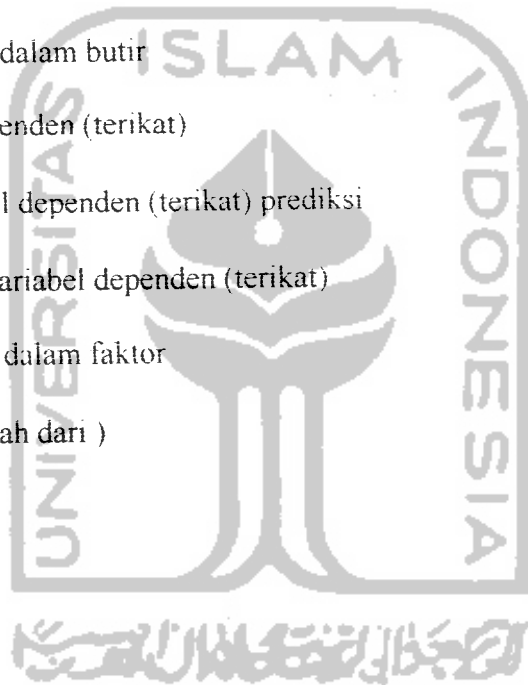 dalam butir
ISLAM
enden (terikat)
l dependen (terikat) prediksi
ariabel dependen (terikat)
dalam faktor
ah dari )
UNIVERSITAS
INDONESIA